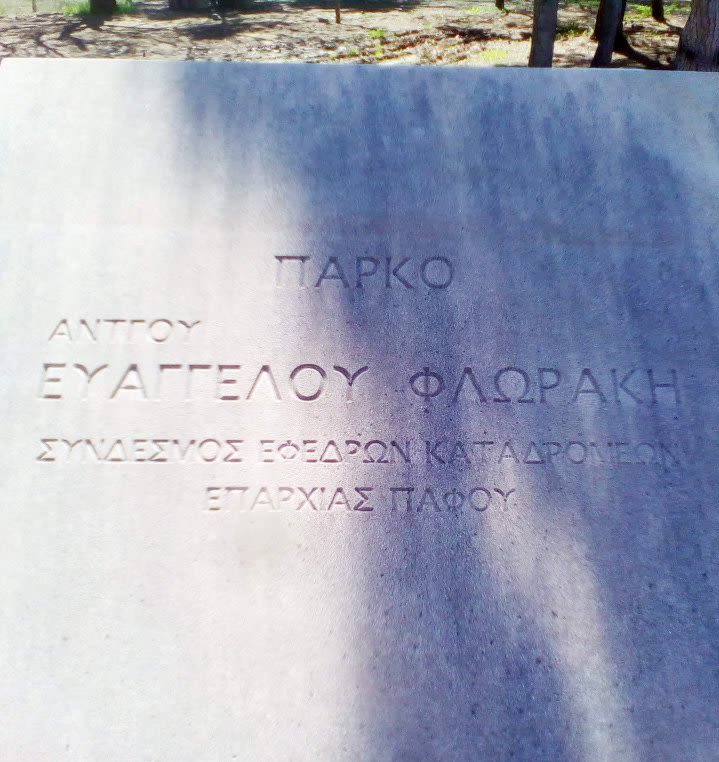 ΠΑΡΚΟ
ΑΝΤΓΟΥ
ΕΥΑΓΓΕΛΟΥ ΦΛΩΡΑΚΗ
ΣΥΝΔΕΣΜΟΣ ΕΦΕΔΡΩΝ ΚΑΤΑΔΡΟΜΕΩΝ
ΕΠΑΡΧΙΑΣ ΠΑΦΟΥ